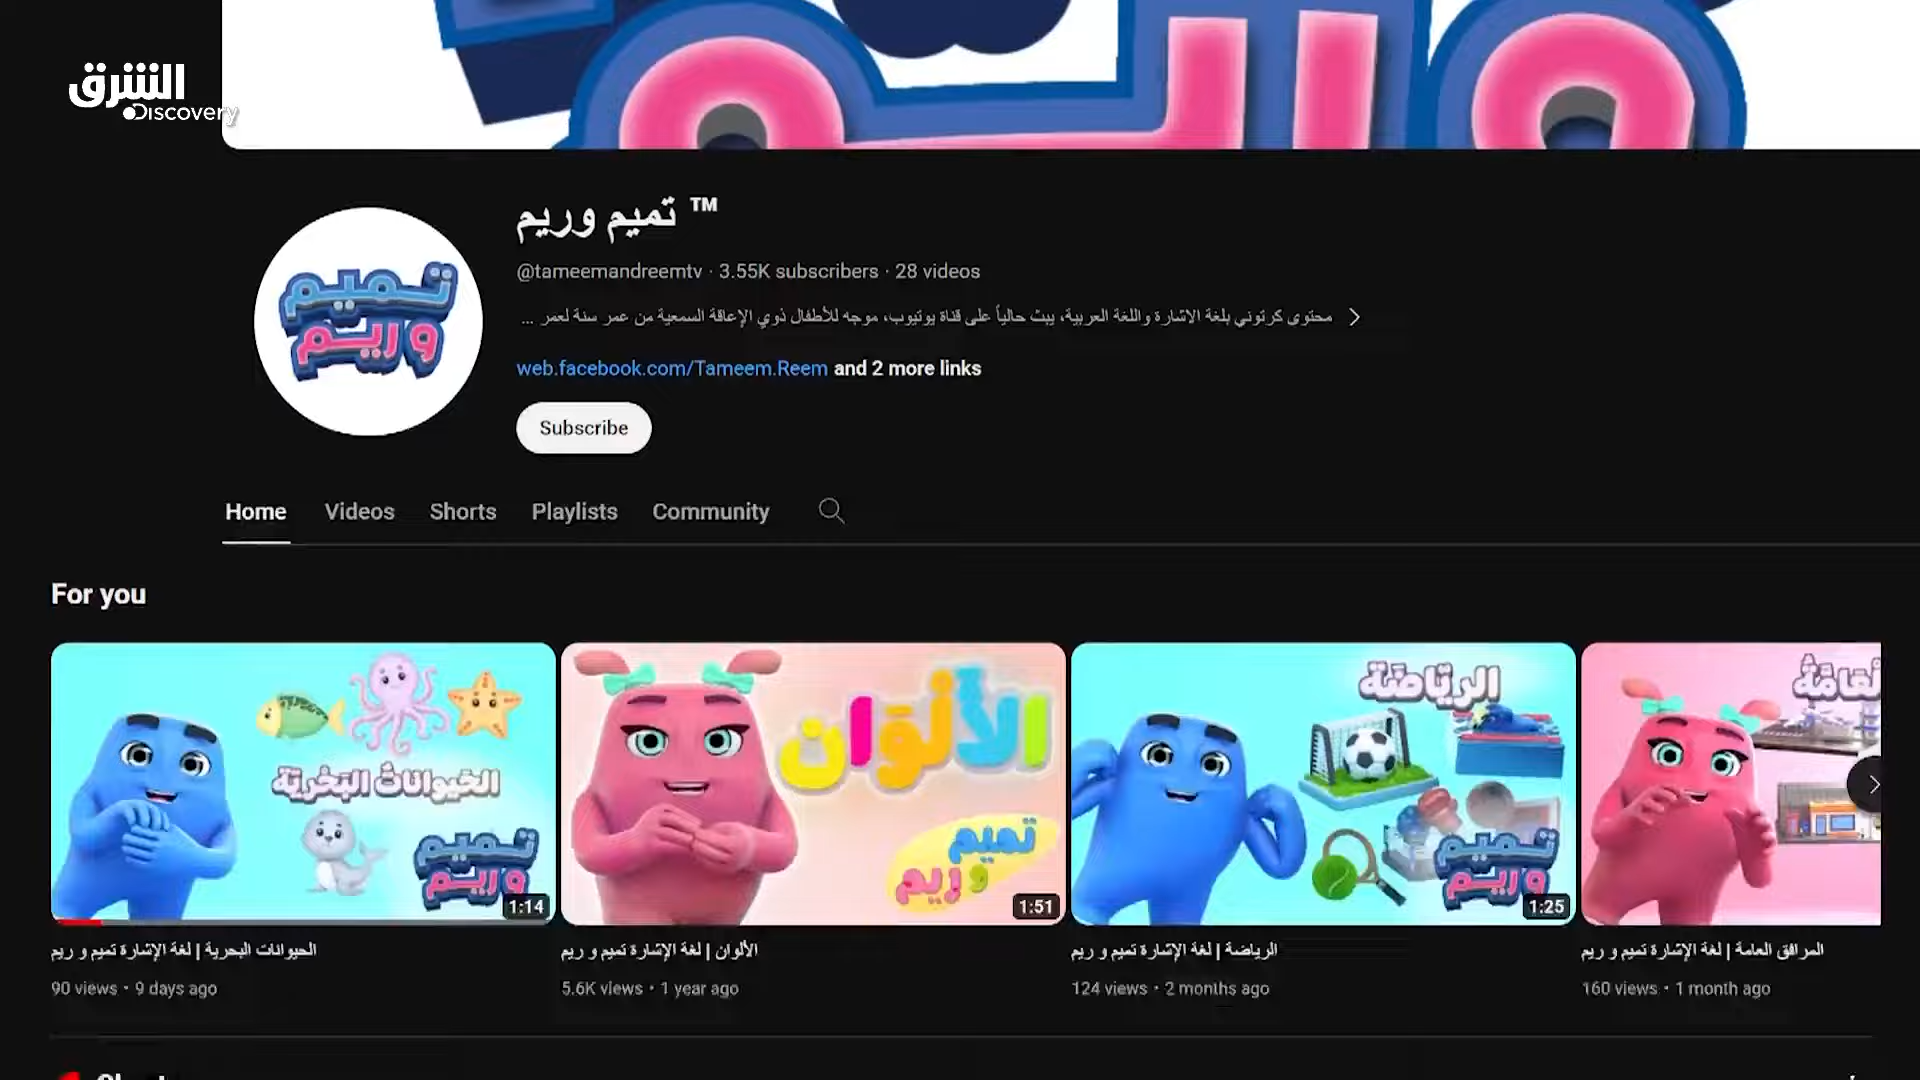 الشرق
Discovery
تميم وريم ™
@tameemandreemtv · 3.55K subscribers · 28 videos
محتوى كرتوني بلغة الاشارة واللغة العربية، يبث حالياً على قناة يوتيوب، موجه للأطفال ذوي الإعاقة السمعية من عمر سنة لعمر ...
web.facebook.com/Tameem.Reem and 2 more links
Subscribe
تميم
وريم
Home Videos Shorts Playlists Community
For you
الحيوانات البحرية
تميم
وريم
1:14
الألوان
تميم
وريم
1:51
الرياضة
تميم
وريم
1:25
الحيوانات البحرية | لغة الإشارة تميم و ريم
90 views • 9 days ago
الألوان | لغة الإشارة تميم و ريم
5.6K views • 1 year ago
الرياضة | لغة الإشارة تميم و ريم
124 views • 2 months ago
المرافق العامة | لغة الإشارة تميم و ريم
160 views • 1 month ago